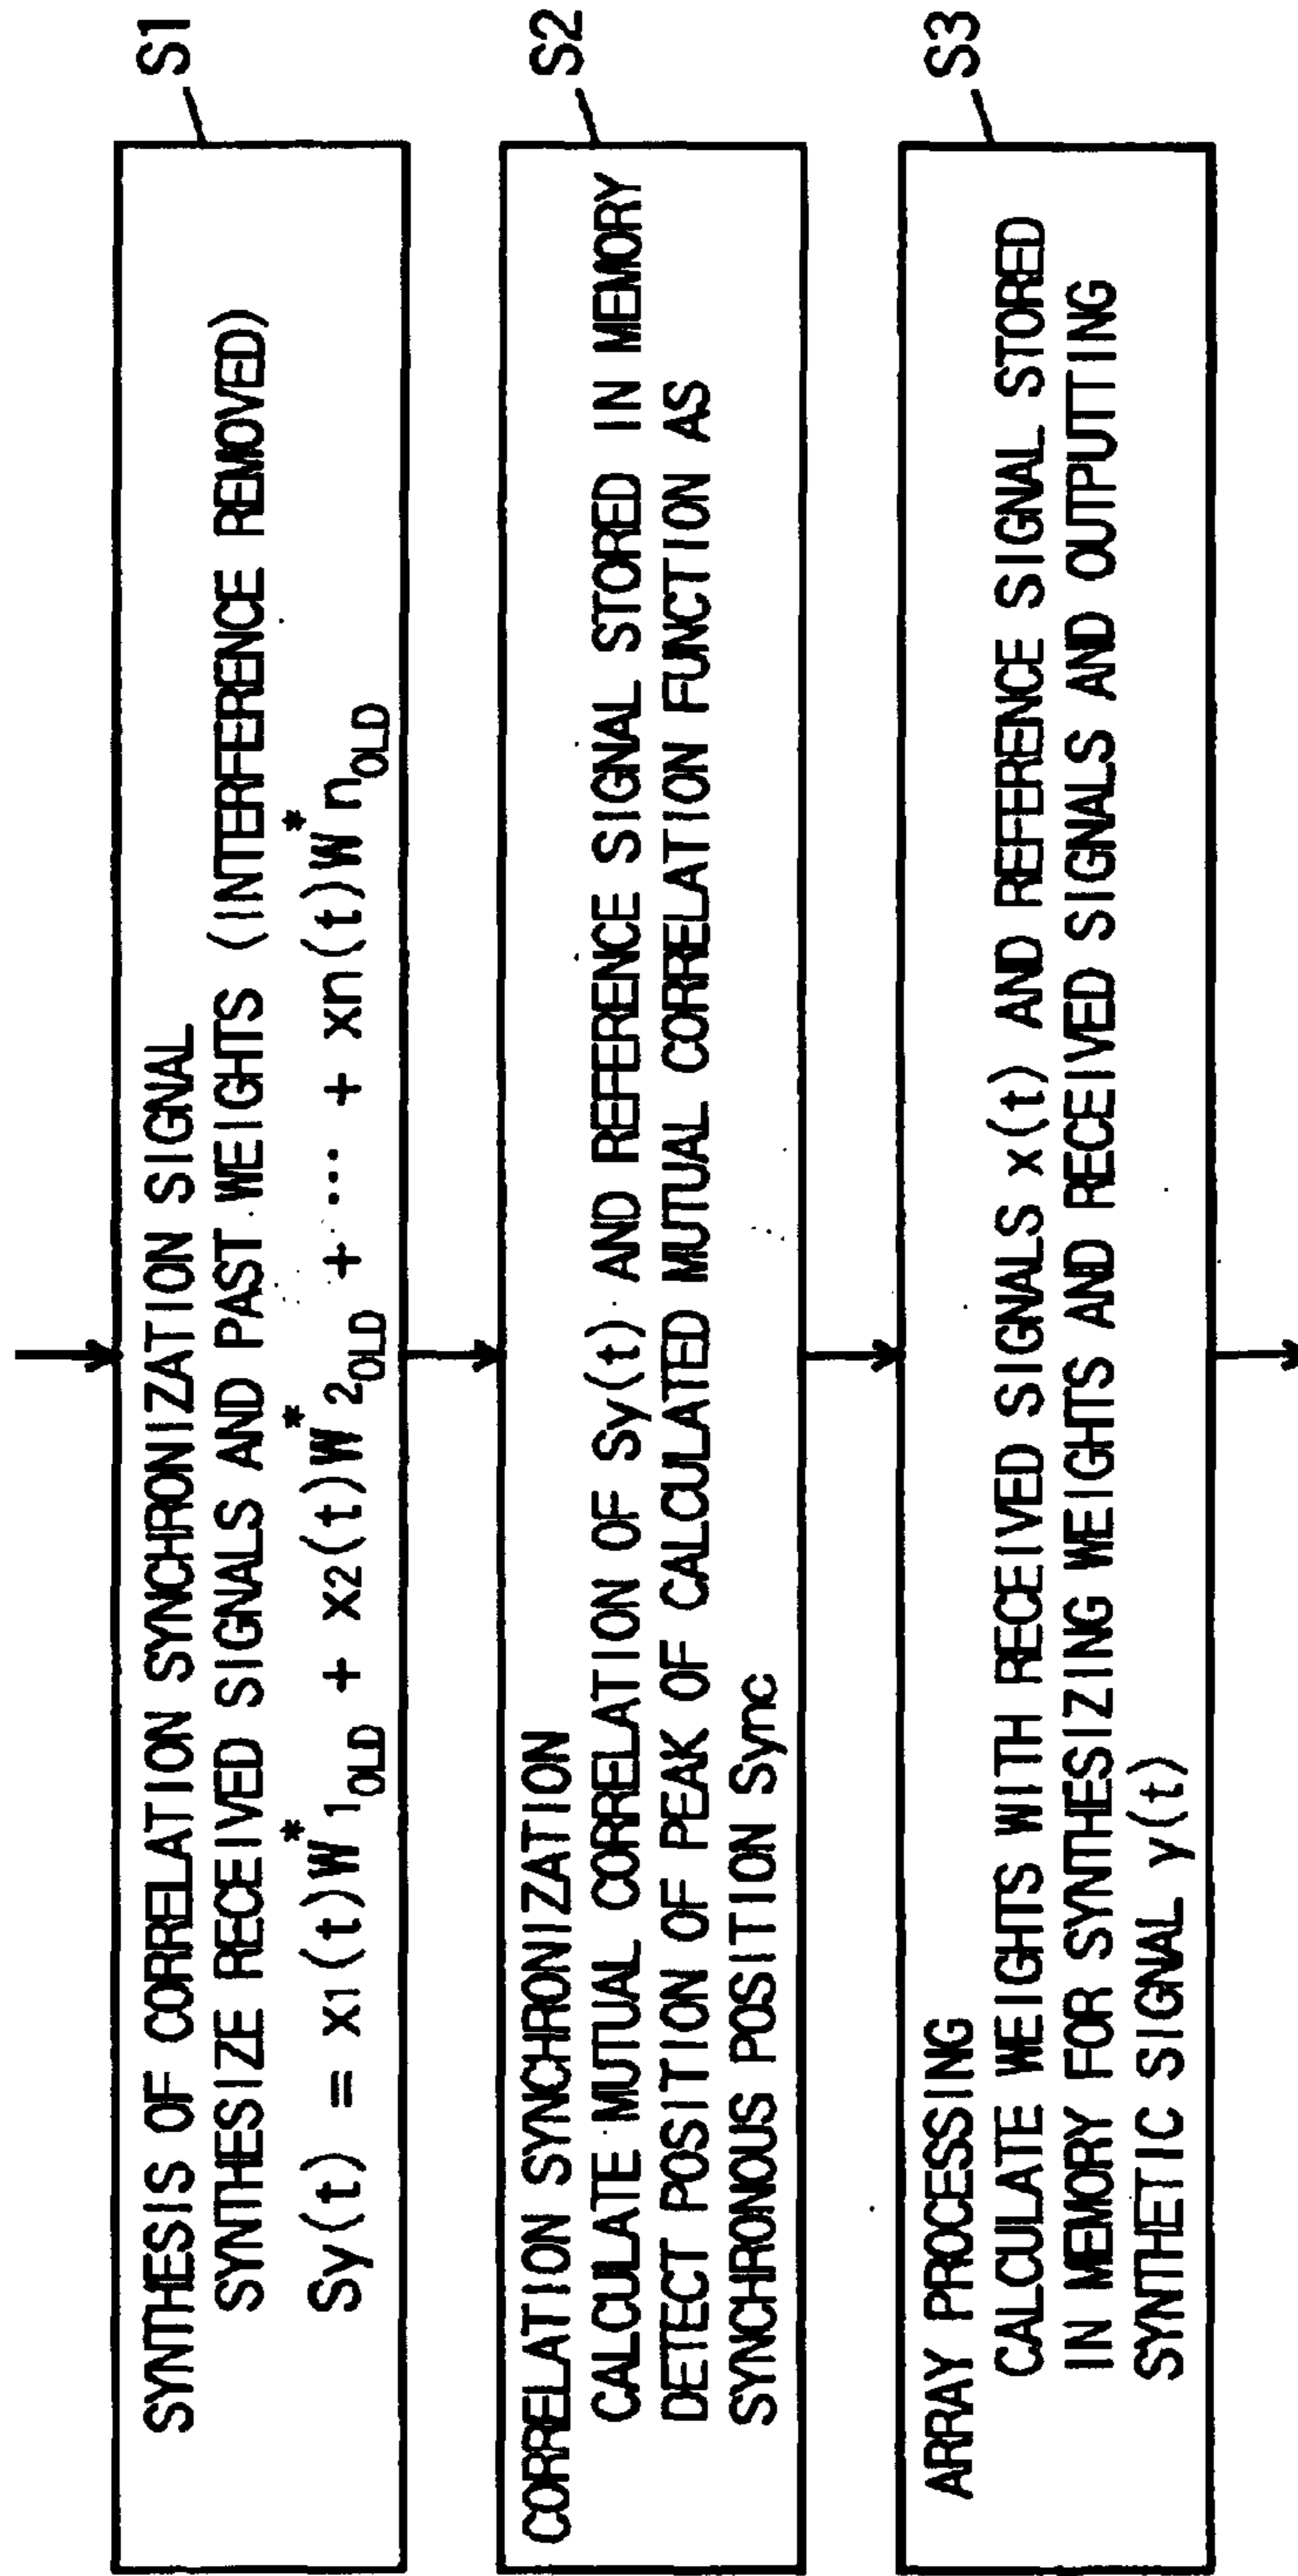 S1
SYNTHESIS OF CORRELATION SYNCHRONIZATION SIGNAL
SYNTHESIZE RECEIVED SIGNALS AND PAST WEIGHTS (INTERFERENCE REMOVED)
Sy(t) = x1(t)W*1OLD + x2(t)W*2OLD + ... + xn(t)W*nOLD
S2
CORRELATION SYNCHRONIZATION
CALCULATE MUTUAL CORRELATION OF Sy(t) AND REFERENCE SIGNAL STORED IN MEMORY
DETECT POSITION OF PEAK OF CALCULATED MUTUAL CORRELATION FUNCTION AS
SYNCHRONOUS POSITION Sync
S3
ARRAY PROCESSING
CALCULATE WEIGHTS WITH RECEIVED SIGNALS x(t) AND REFERENCE SIGNAL STORED
IN MEMORY FOR SYNTHESIZING WEIGHTS AND RECEIVED SIGNALS AND OUTPUTTING
SYNTHETIC SIGNAL y(t)